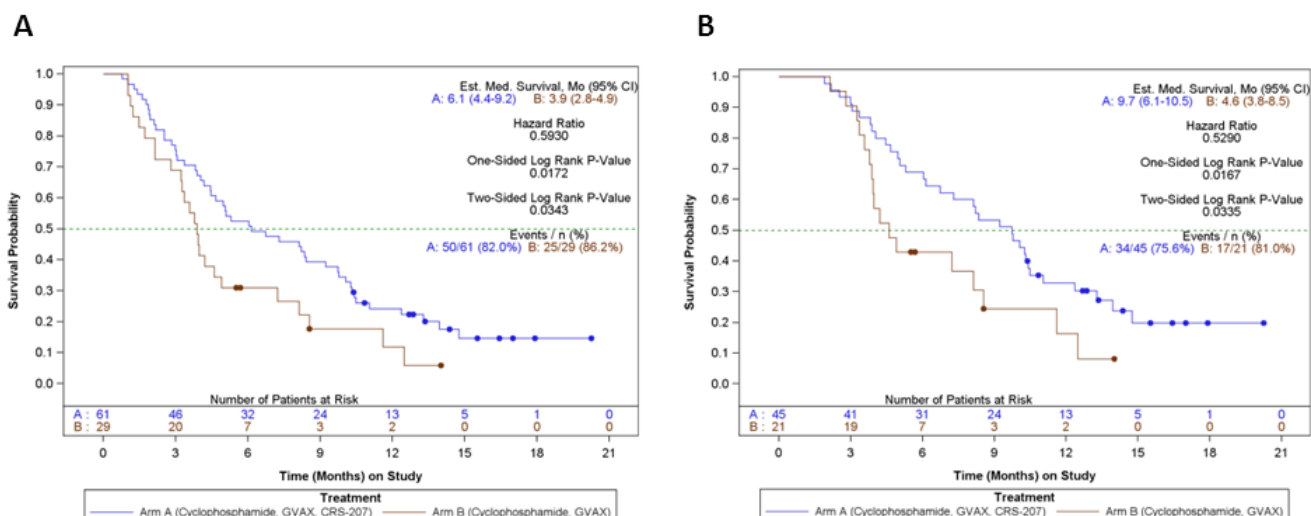 A
Est. Med. Survival, Mo (95% CI)
A: 6.1 (4.4-9.2) B: 3.9 (2.8-4.9)
Hazard Ratio
0.5930
One-Sided Log Rank P-Value
0.0172
Two-Sided Log Rank P-Value
0.0343
Events / n (%)
A: 50/61 (82.0%) B: 25/29 (86.2%)
1.0
0.9
0.8
0.7
0.6
0.5
0.4
0.3
0.2
0.1
0.0
Survival Probability
Number of Patients at Risk
A : 61 46 32 24 13 5 1 0
B : 29 20 7 3 2 0 0 0
0 3 6 9 12 15 18 21
Time (Months) on Study
Treatment
Arm A (Cyclophosphamide, GVAX, CRS-207) Arm B (Cyclophosphamide, GVAX)
B
Est. Med. Survival, Mo (95% CI)
A: 9.7 (6.1-10.5) B: 4.6 (3.8-8.5)
Hazard Ratio
0.5290
One-Sided Log Rank P-Value
0.0167
Two-Sided Log Rank P-Value
0.0335
Events / n (%)
A: 34/45 (75.6%) B: 17/21 (81.0%)
1.0
0.9
0.8
0.7
0.6
0.5
0.4
0.3
0.2
0.1
0.0
Survival Probability
Number of Patients at Risk
A : 45 41 31 24 13 5 1 0
B : 21 19 7 3 2 0 0 0
0 3 6 9 12 15 18 21
Time (Months) on Study
Treatment
Arm A (Cyclophosphamide, GVAX, CRS-207) Arm B (Cyclophosphamide, GVAX)